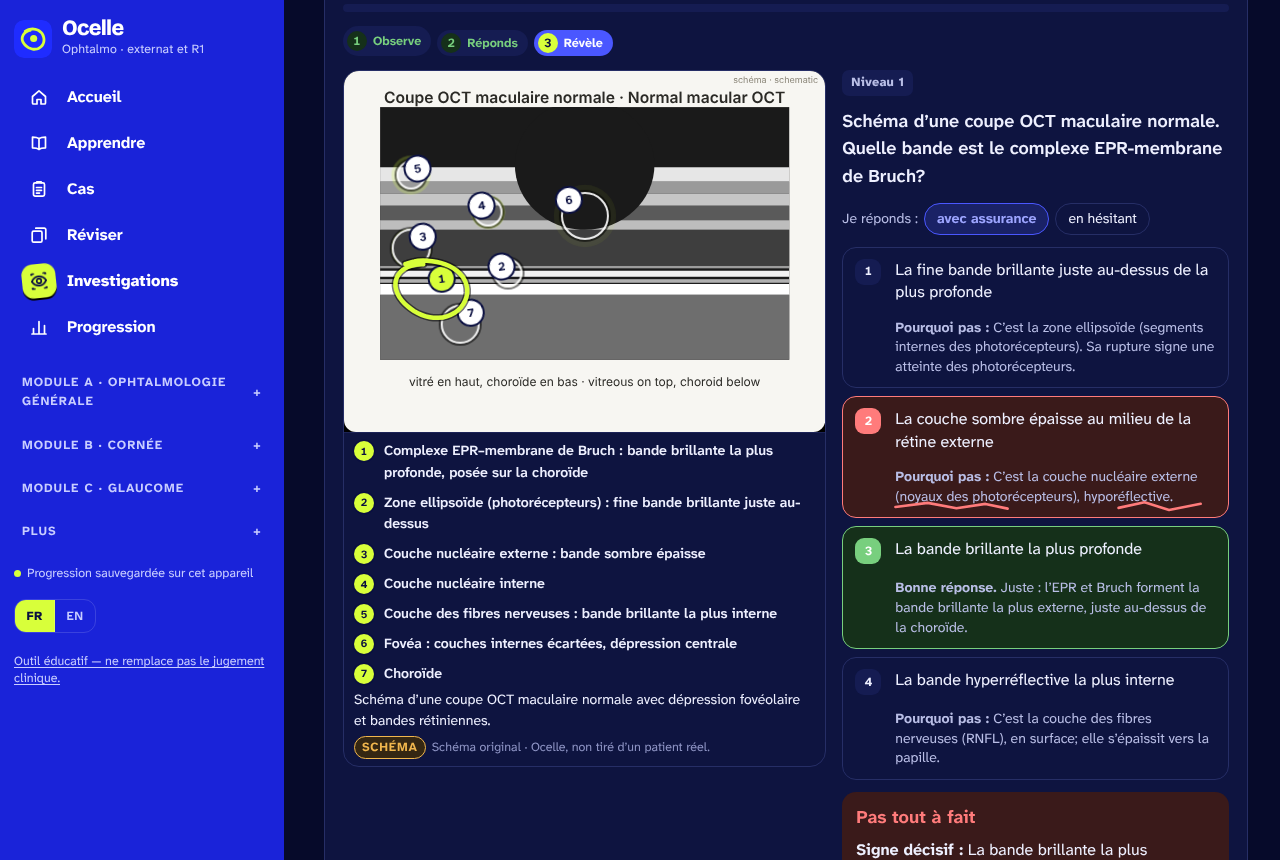 Ocelle
Ophtalmo · externat et R1
Accueil
Apprendre
Cas
Réviser
Investigations
Progression
MODULE A · OPHTALMOLOGIE
GÉNÉRALE
+
MODULE B · CORNÉE
+
MODULE C · GLAUCOME
+
PLUS
+
Progression sauvegardée sur cet appareil
FR
EN
Outil éducatif — ne remplace pas le jugement
clinique.
1 Observe
2 Réponds
3 Révèle
schéma · schematic
Coupe OCT maculaire normale · Normal macular OCT
5
4
6
3
2
1
7
vitré en haut, choroïde en bas · vitreous on top, choroid below
1 Complexe EPR–membrane de Bruch : bande brillante la plus
profonde, posée sur la choroïde
2 Zone ellipsoïde (photorécepteurs) : fine bande brillante juste au-
dessus
3 Couche nucléaire externe : bande sombre épaisse
4 Couche nucléaire interne
5 Couche des fibres nerveuses : bande brillante la plus interne
6 Fovéa : couches internes écartées, dépression centrale
7 Choroïde
Schéma d’une coupe OCT maculaire normale avec dépression fovéolaire
et bandes rétiniennes.
SCHÉMA Schéma original · Ocelle, non tiré d’un patient réel.
Niveau 1
Schéma d’une coupe OCT maculaire normale.
Quelle bande est le complexe EPR-membrane
de Bruch?
Je réponds : avec assurance en hésitant
1 La fine bande brillante juste au-dessus de la
plus profonde
Pourquoi pas : C’est la zone ellipsoïde (segments
internes des photorécepteurs). Sa rupture signe une
atteinte des photorécepteurs.
2 La couche sombre épaisse au milieu de la
rétine externe
Pourquoi pas : C’est la couche nucléaire externe
(noyaux des photorécepteurs), hyporéflective.
3 La bande brillante la plus profonde
Bonne réponse. Juste : l’EPR et Bruch forment la
bande brillante la plus externe, juste au-dessus de
la choroïde.
4 La bande hyperréflective la plus interne
Pourquoi pas : C’est la couche des fibres
nerveuses (RNFL), en surface; elle s’épaissit vers la
papille.
Pas tout à fait
Signe décisif : La bande brillante la plus